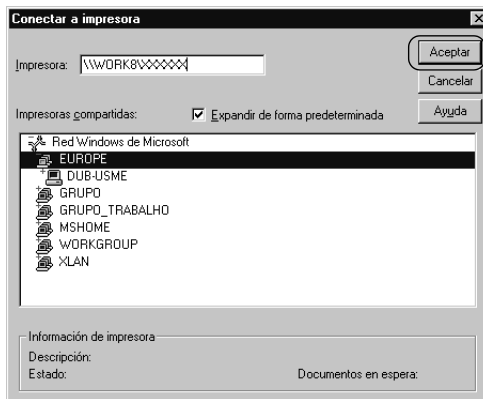 Conectar a impresora
Impresora: \\WORK8\XXXXXX
Aceptar
Cancelar
Ayuda
Impresoras compartidas:
Expandir de forma predeterminada
Red Windows de Microsoft
EUROPE
DUB-USME
GRUPO
GRUPO_TRABALHO
MSHOME
WORKGROUP
XLAN
Información de impresora
Descripción:
Estado:
Documentos en espera: